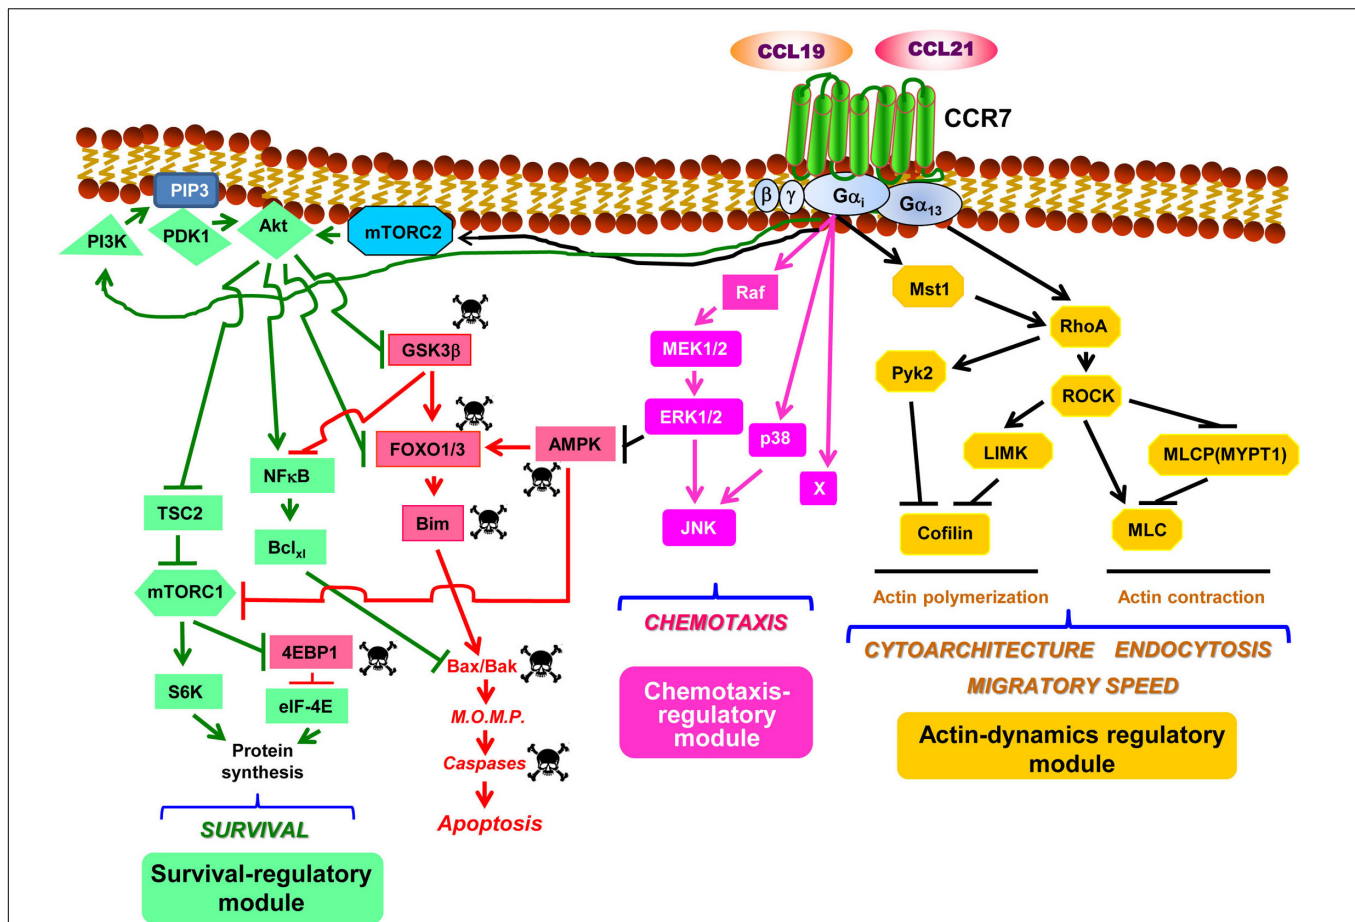 CCL19
CCL21
CCR7
PIP3
β
γ
Gαi
Gα13
PI3K
PDK1
Akt
mTORC2
Raf
Mst1
RhoA
GSK3β
MEK1/2
Pyk2
ROCK
ERK1/2
p38
FOXO1/3
AMPK
LIMK
MLCP(MYPT1)
NFκB
X
TSC2
Bim
JNK
Cofilin
MLC
Bclxl
mTORC1
Actin polymerization
Actin contraction
CHEMOTAXIS
4EBP1
Bax/Bak
CYTOARCHITECTURE ENDOCYTOSIS
MIGRATORY SPEED
S6K
eIF-4E
M.O.M.P.
Chemotaxis-
regulatory
module
Actin-dynamics regulatory
module
Protein
synthesis
Caspases
SURVIVAL
Apoptosis
Survival-regulatory
module